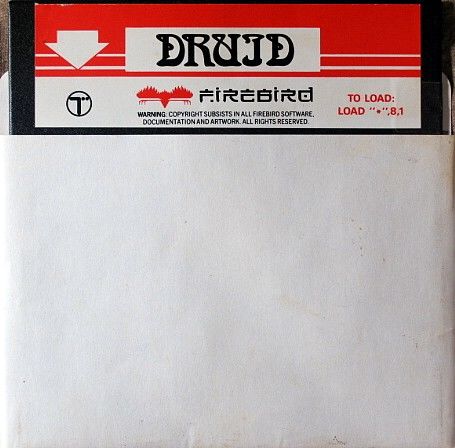 DRUID
FIREBIRD
WARNING: COPYRIGHT SUBSISTS IN ALL FIREBIRD SOFTWARE,
DOCUMENTATION AND ARTWORK. ALL RIGHTS RESERVED.
TO LOAD:
LOAD "*",8,1
T